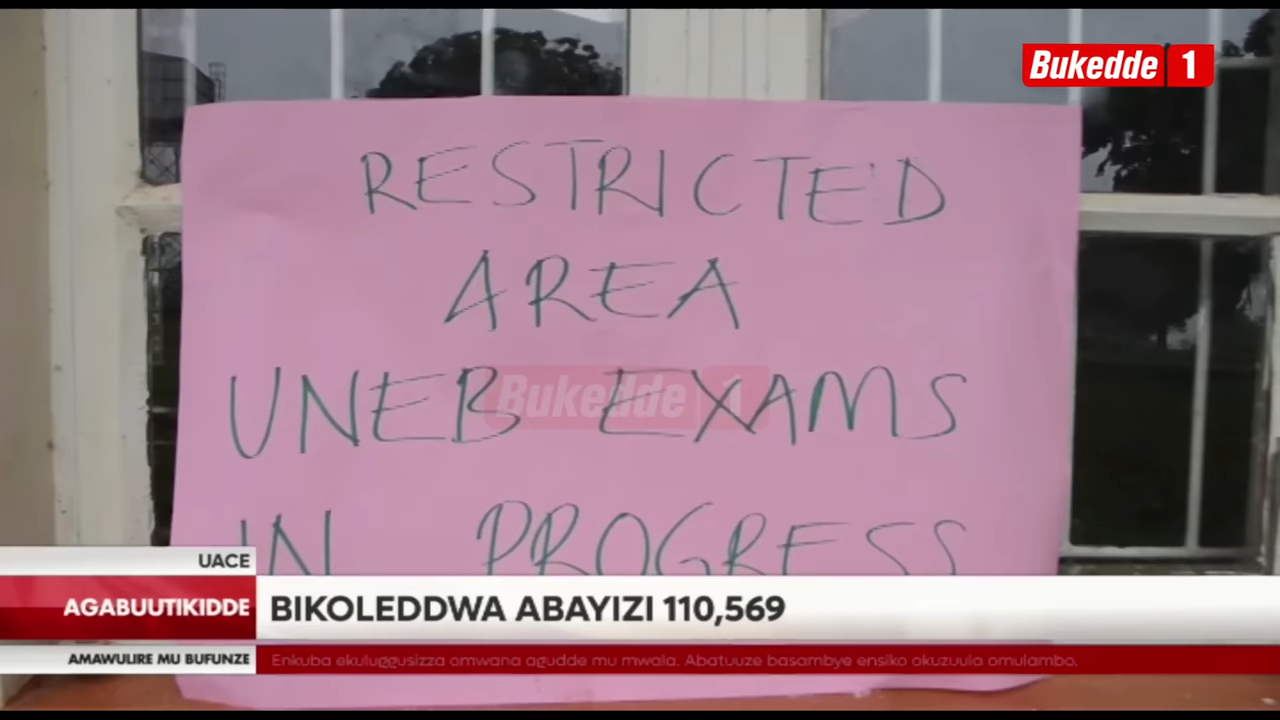 Bukedde 1
RESTRICTED
AREA
UNEB EXAMS
Bukedde 1
IN PROGRESS
UACE
AGABUUTIKIDDE
BIKOLEDDWA ABAYIZI 110,569
AMAWULIRE MU BUFUNZE
Enkuba ekuluggusizza omwana agudde mu mwala. Abatuuze basambye ensiko okuzuula omulambo.